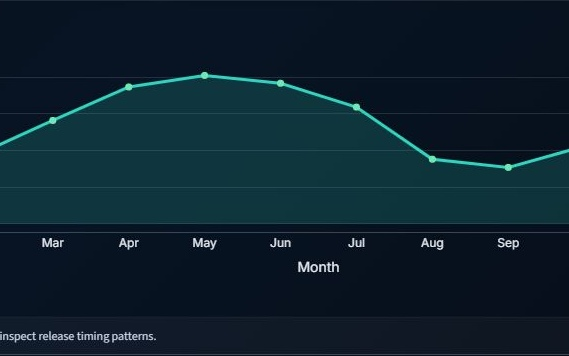 Mar Apr May Jun Jul Aug Sep
Month
inspect release timing patterns.